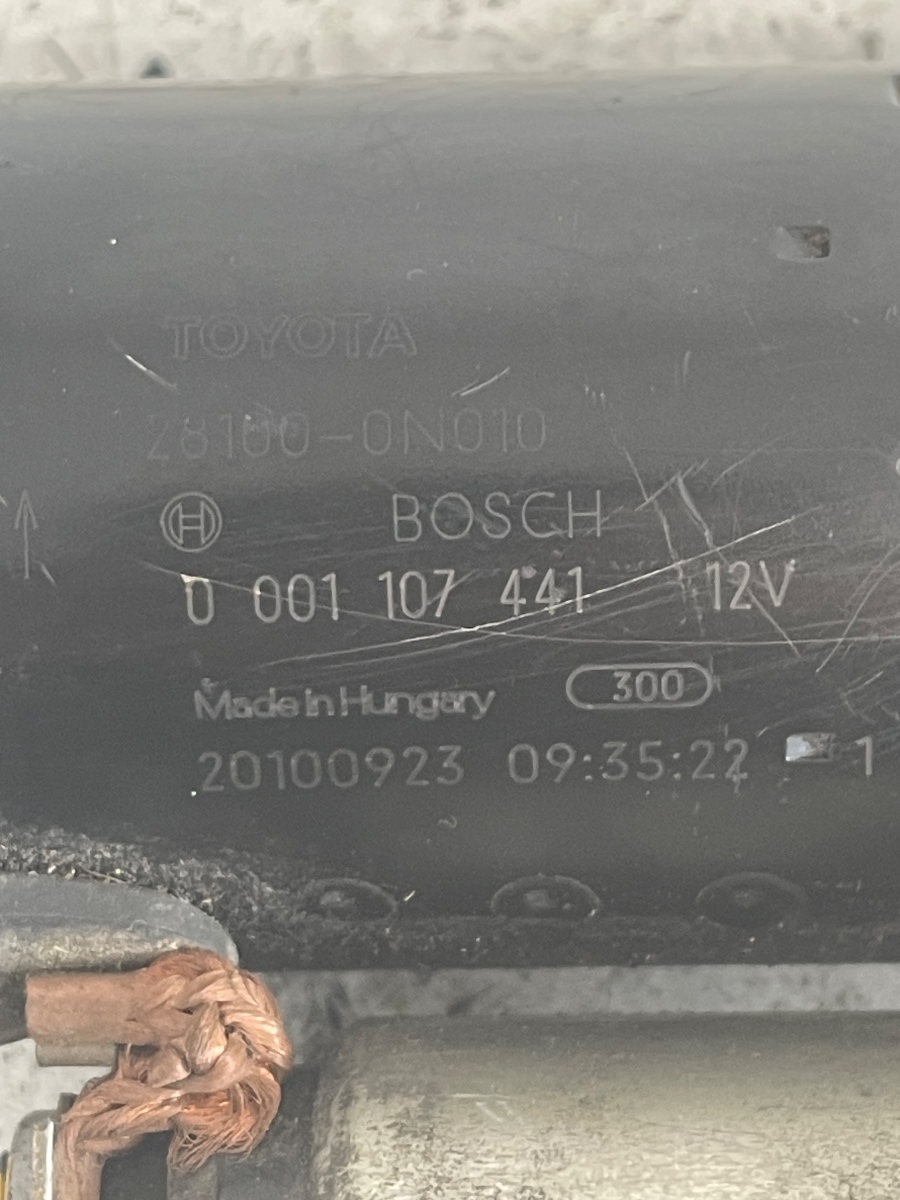 TOYOTA
28100-0N010
BOSCH
0 001 107 441 12V
Made in Hungary 300
20100923 09:35:22 1